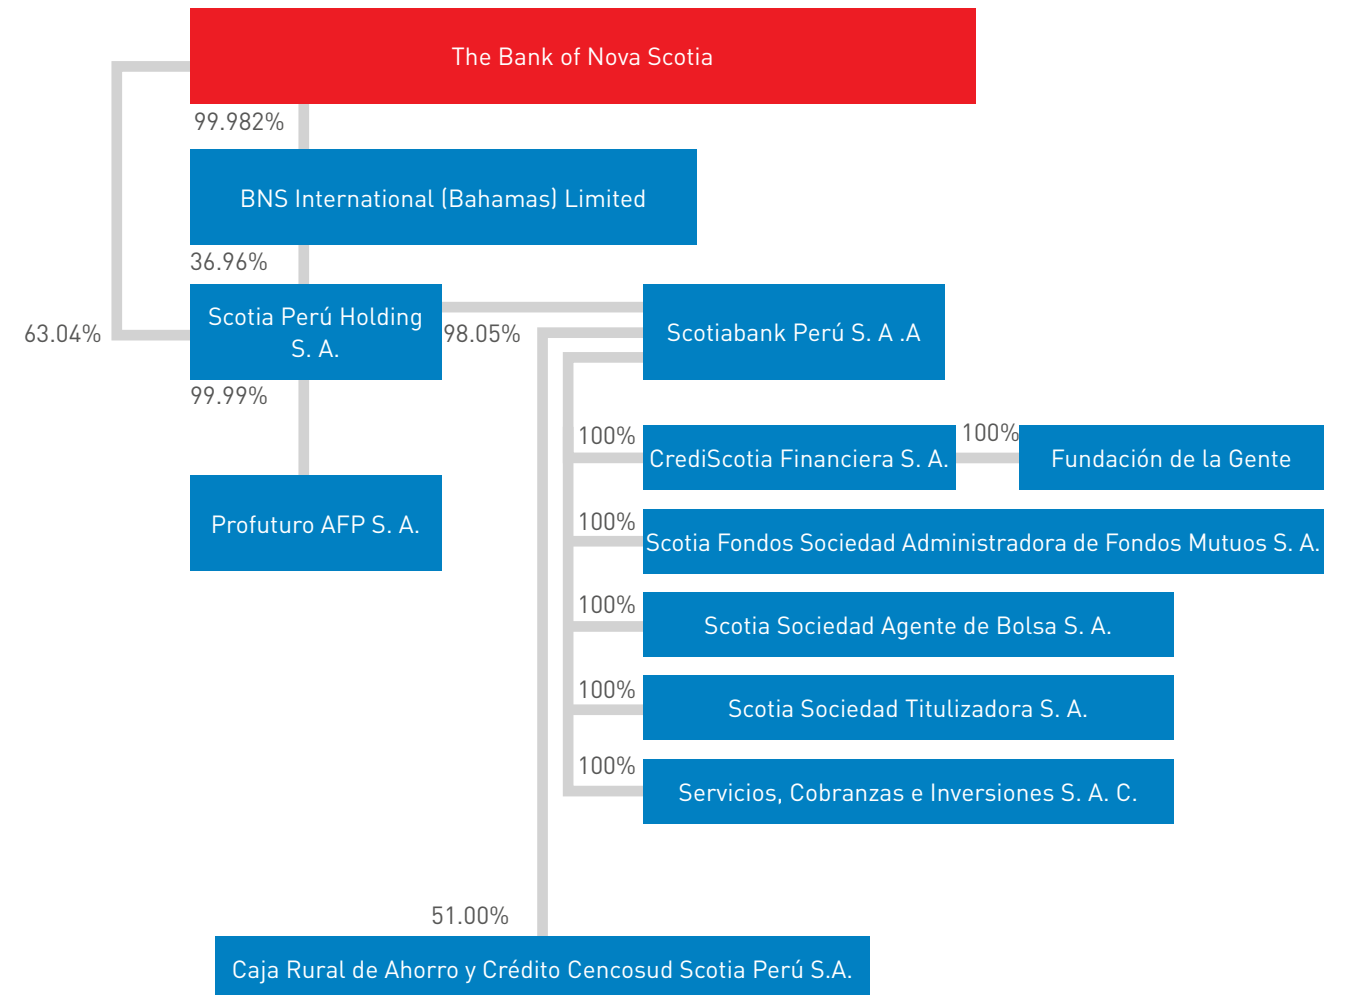 The Bank of Nova Scotia
99.982%
BNS International (Bahamas) Limited
36.96%
63.04%
Scotia Perú Holding
S. A.
98.05%
Scotiabank Perú S. A .A
99.99%
Profuturo AFP S. A.
100%
CrediScotia Financiera S. A.
100%
Fundación de la Gente
100%
Scotia Fondos Sociedad Administradora de Fondos Mutuos S. A.
100%
Scotia Sociedad Agente de Bolsa S. A.
100%
Scotia Sociedad Titulizadora S. A.
100%
Servicios, Cobranzas e Inversiones S. A. C.
51.00%
Caja Rural de Ahorro y Crédito Cencosud Scotia Perú S.A.